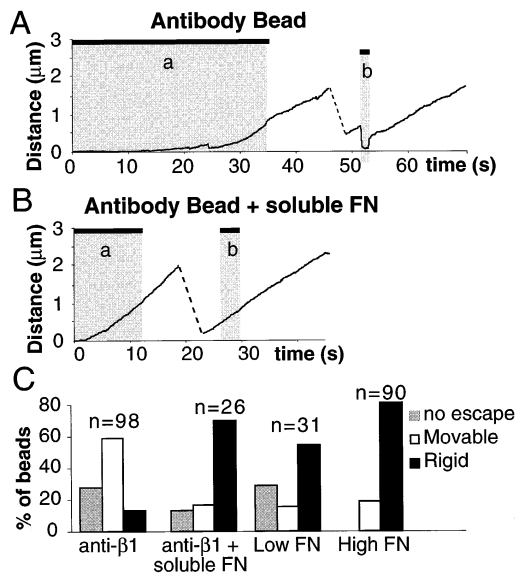 A
Antibody Bead
3
2
1
0
Distance (μm)
a
b
0 10 20 30 40 50 60 time (s)
B
Antibody Bead + soluble FN
3
2
1
0
Distance (μm)
a
b
0 10 20 30 40 time (s)
C
80
60
40
20
0
% of beads
n=98
n=26
n=31
n=90
no escape
Movable
Rigid
anti-β1
anti-β1 +
soluble FN
Low FN
High FN